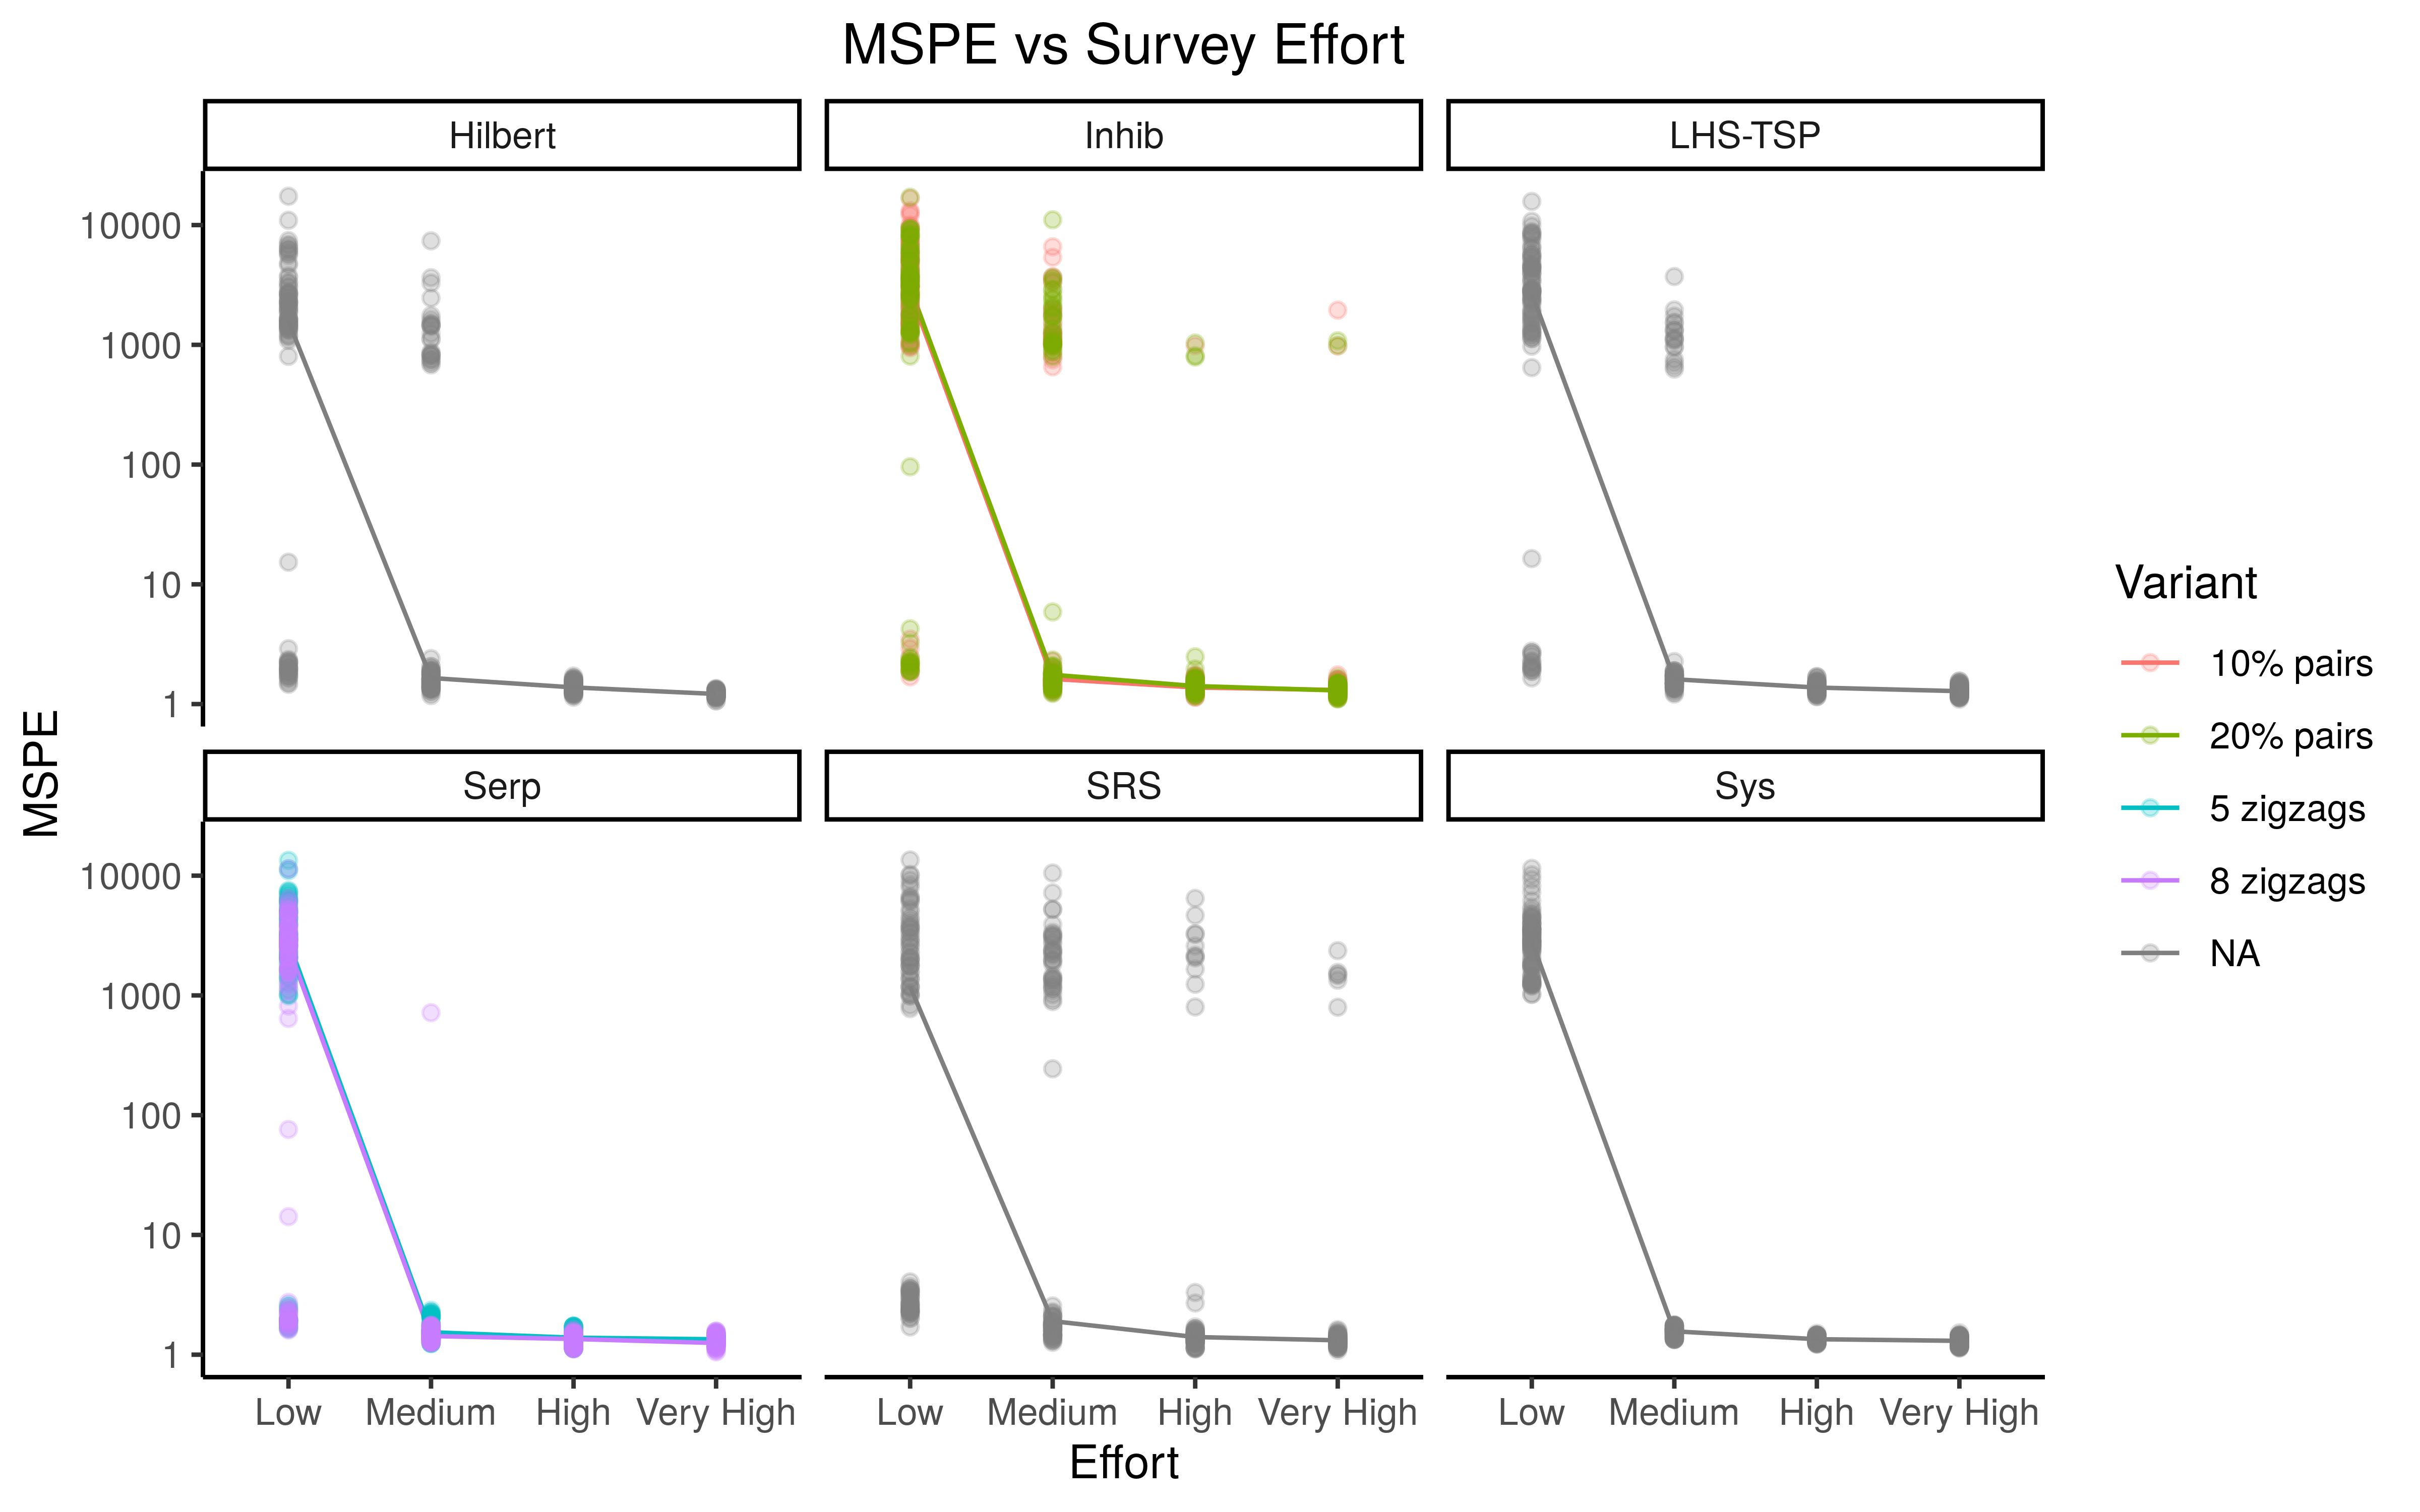 MSPE vs Survey Effort
Hilbert
Inhib
LHS-TSP
10000
1000
100
10
1
Serp
SRS
Sys
10000
1000
100
10
1
MSPE
Low Medium High Very High
Low Medium High Very High
Low Medium High Very High
Effort
Variant
10% pairs
20% pairs
5 zigzags
8 zigzags
NA